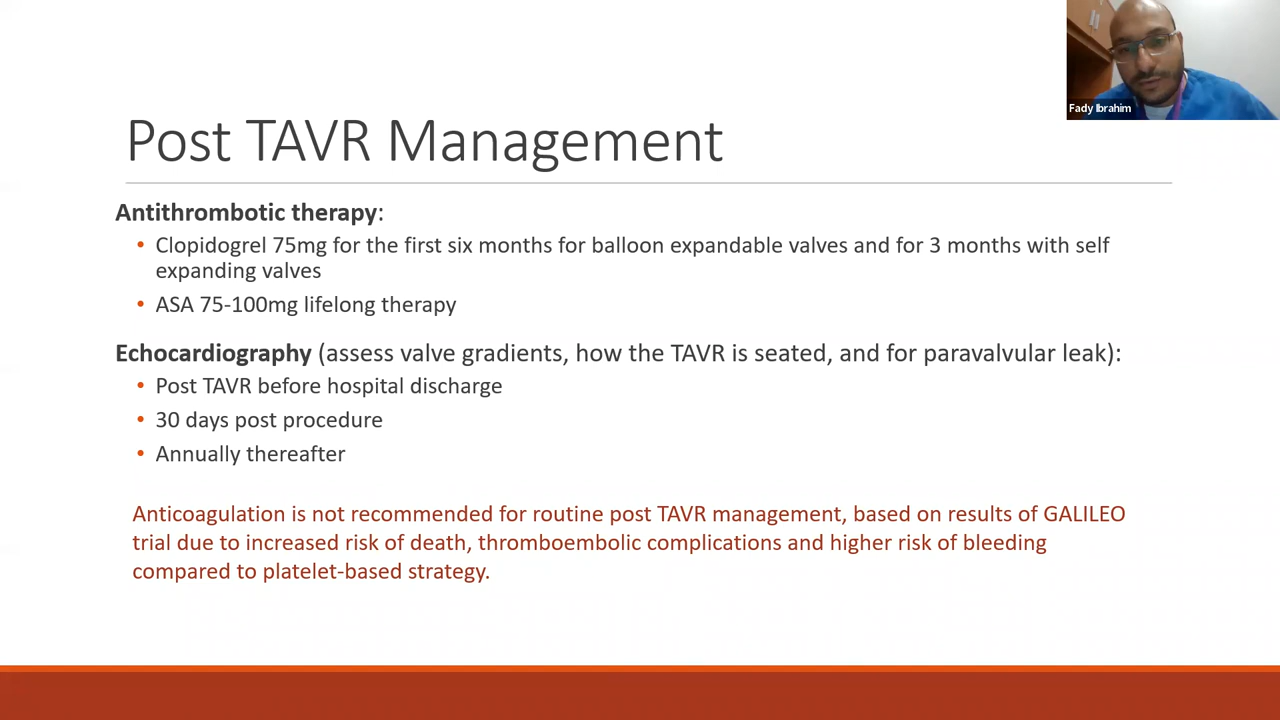 Fady Ibrahim
Post TAVR Management
Antithrombotic therapy:
• Clopidogrel 75mg for the first six months for balloon expandable valves and for 3 months with self
expanding valves
• ASA 75-100mg lifelong therapy
Echocardiography (assess valve gradients, how the TAVR is seated, and for paravalvular leak):
• Post TAVR before hospital discharge
• 30 days post procedure
• Annually thereafter
Anticoagulation is not recommended for routine post TAVR management, based on results of GALILEO
trial due to increased risk of death, thromboembolic complications and higher risk of bleeding
compared to platelet-based strategy.